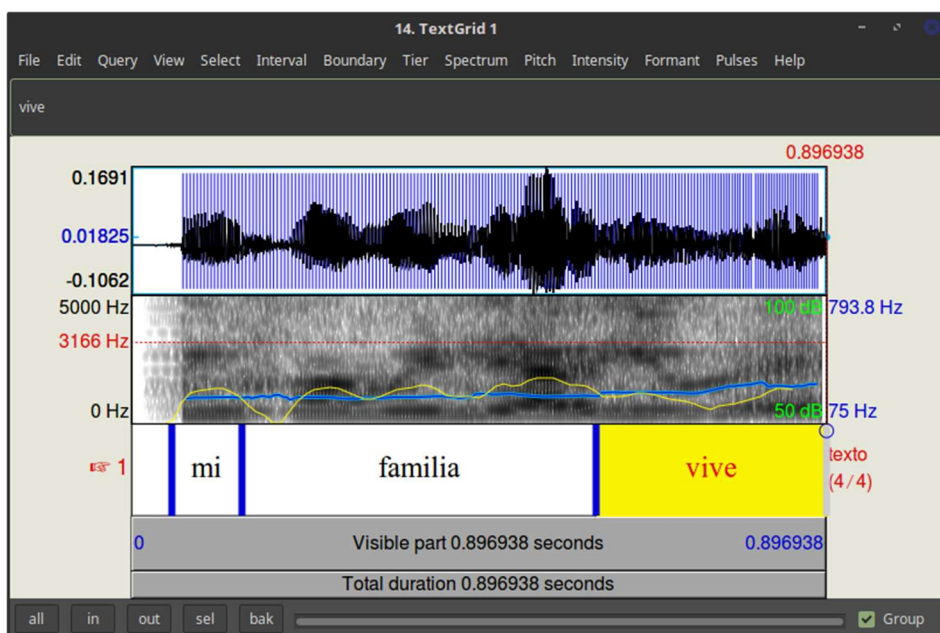 14. TextGrid 1
File Edit Query View Select Interval Boundary Tier Spectrum Pitch Intensity Formant Pulses Help
vive
0.896938
0.1691
0.01825
-0.1062
5000 Hz 100 dB 793.8 Hz
3166 Hz
0 Hz 50 dB 75 Hz
☞ 1 mi familia vive texto
(4/4)
0 Visible part 0.896938 seconds 0.896938
Total duration 0.896938 seconds
all in out sel bak Group